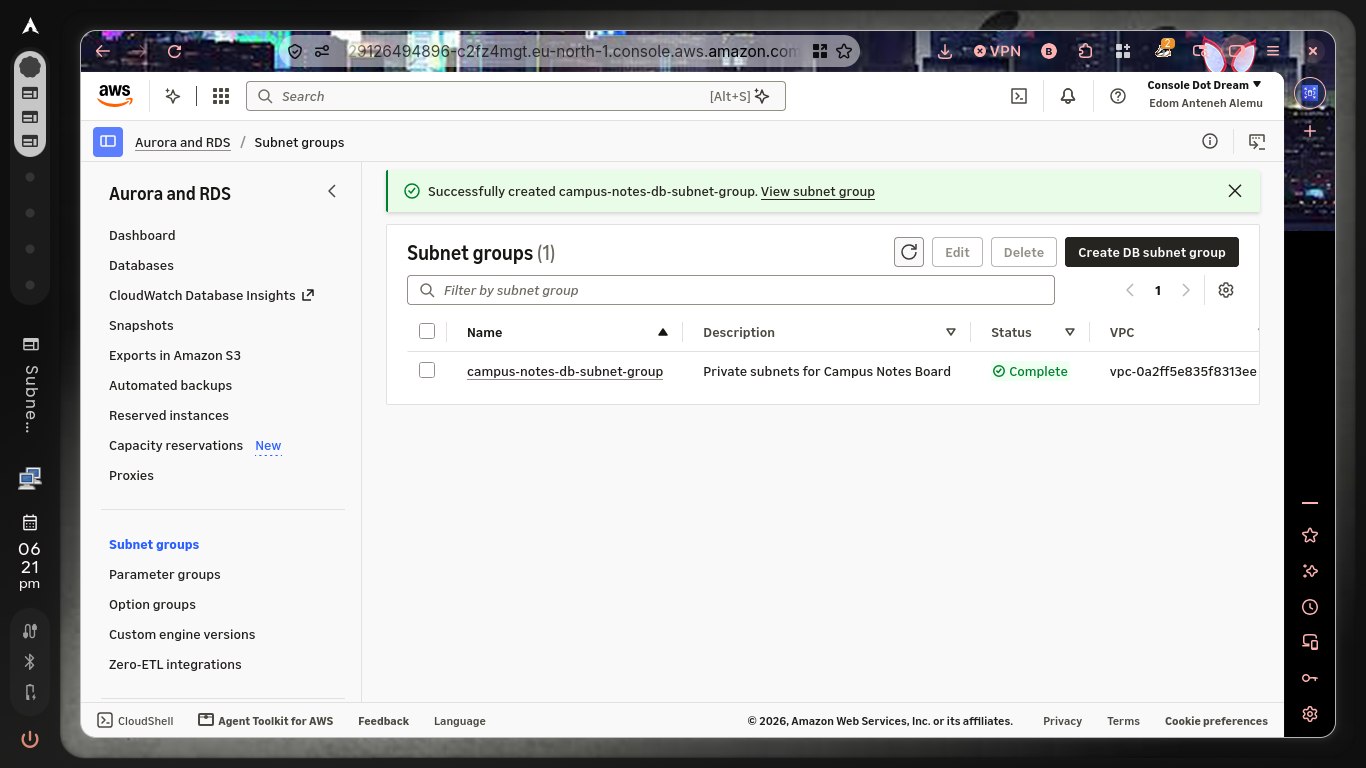 29126494896-c2fz4mgt.eu-north-1.console.aws.amazon.com
VPN
B
2
aws
Search
[Alt+S]
Console Dot Dream
Edom Anteneh Alemu
Aurora and RDS / Subnet groups
Aurora and RDS
Dashboard
Databases
CloudWatch Database Insights
Snapshots
Exports in Amazon S3
Automated backups
Reserved instances
Capacity reservations New
Proxies
Subnet groups
Parameter groups
Option groups
Custom engine versions
Zero-ETL integrations
Successfully created campus-notes-db-subnet-group. View subnet group
Subnet groups (1)
Edit
Delete
Create DB subnet group
Filter by subnet group
1
Name Description Status VPC
campus-notes-db-subnet-group Private subnets for Campus Notes Board Complete vpc-0a2ff5e835f8313ee
CloudShell
Agent Toolkit for AWS
Feedback
Language
© 2026, Amazon Web Services, Inc. or its affiliates.
Privacy
Terms
Cookie preferences
Subne...
06
21
pm